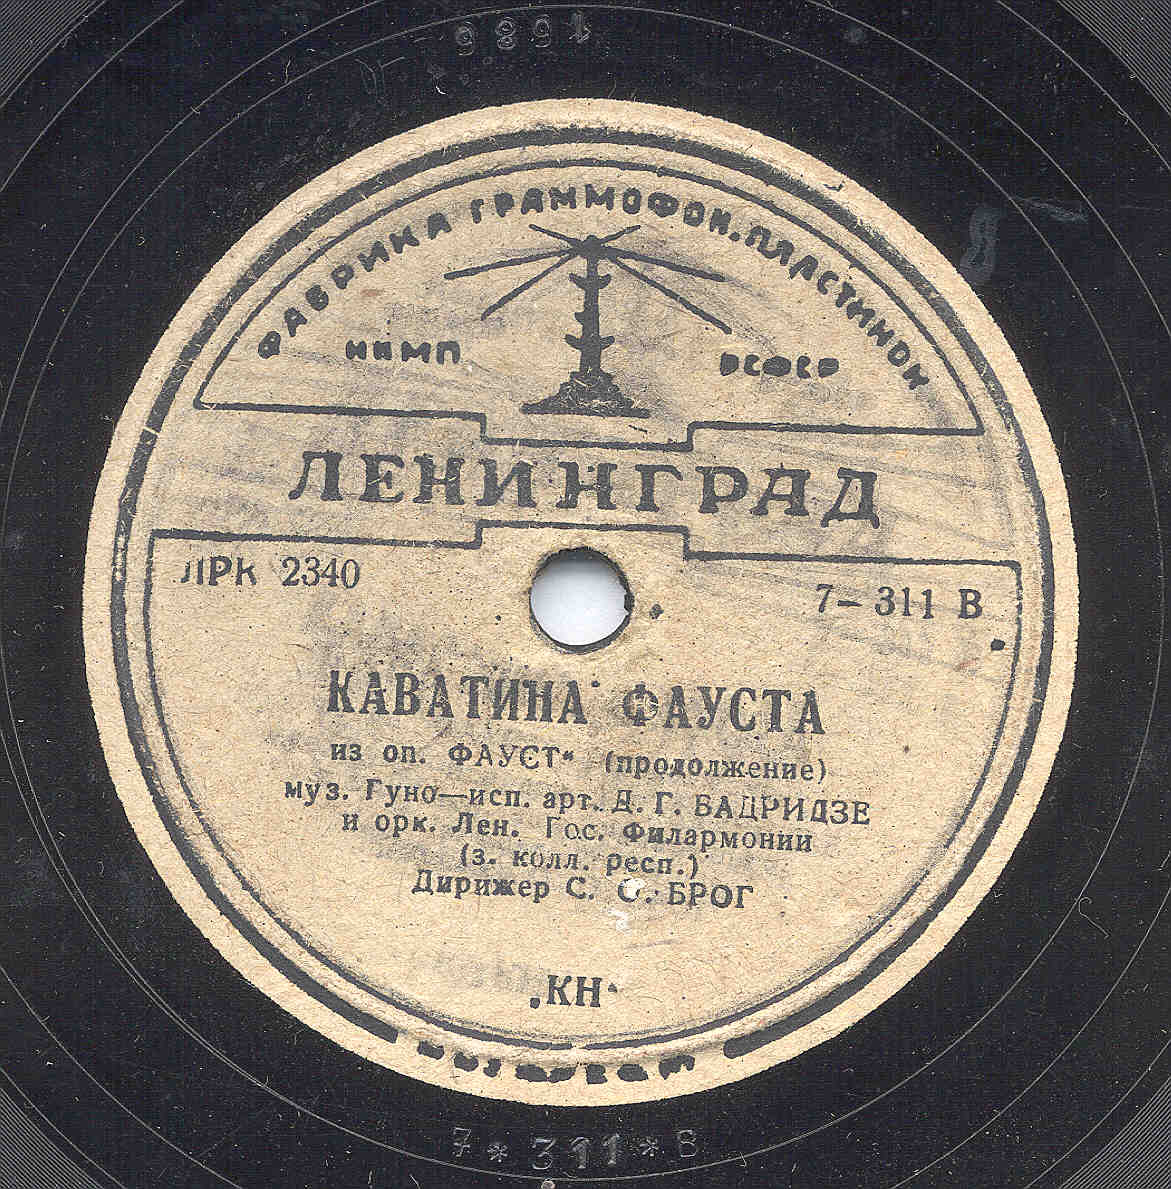 1686
ФАБРИКА ГРАММОФОН. ПЛАСТИНОК
НКМП РСФСР
ЛЕНИНГРАД
ЛРК 2340
7–311 В
КАВАТИНА ФАУСТА
из оп. ФАУСТ“ (продолжение)
муз. Гуно—исп. арт. Д. Г. БАДРИДЗЕ
и орк. Лен. Гос. Филармонии
(з. колл. респ.)
Дирижер С. О. БРОГ
„КН“
7*311*В